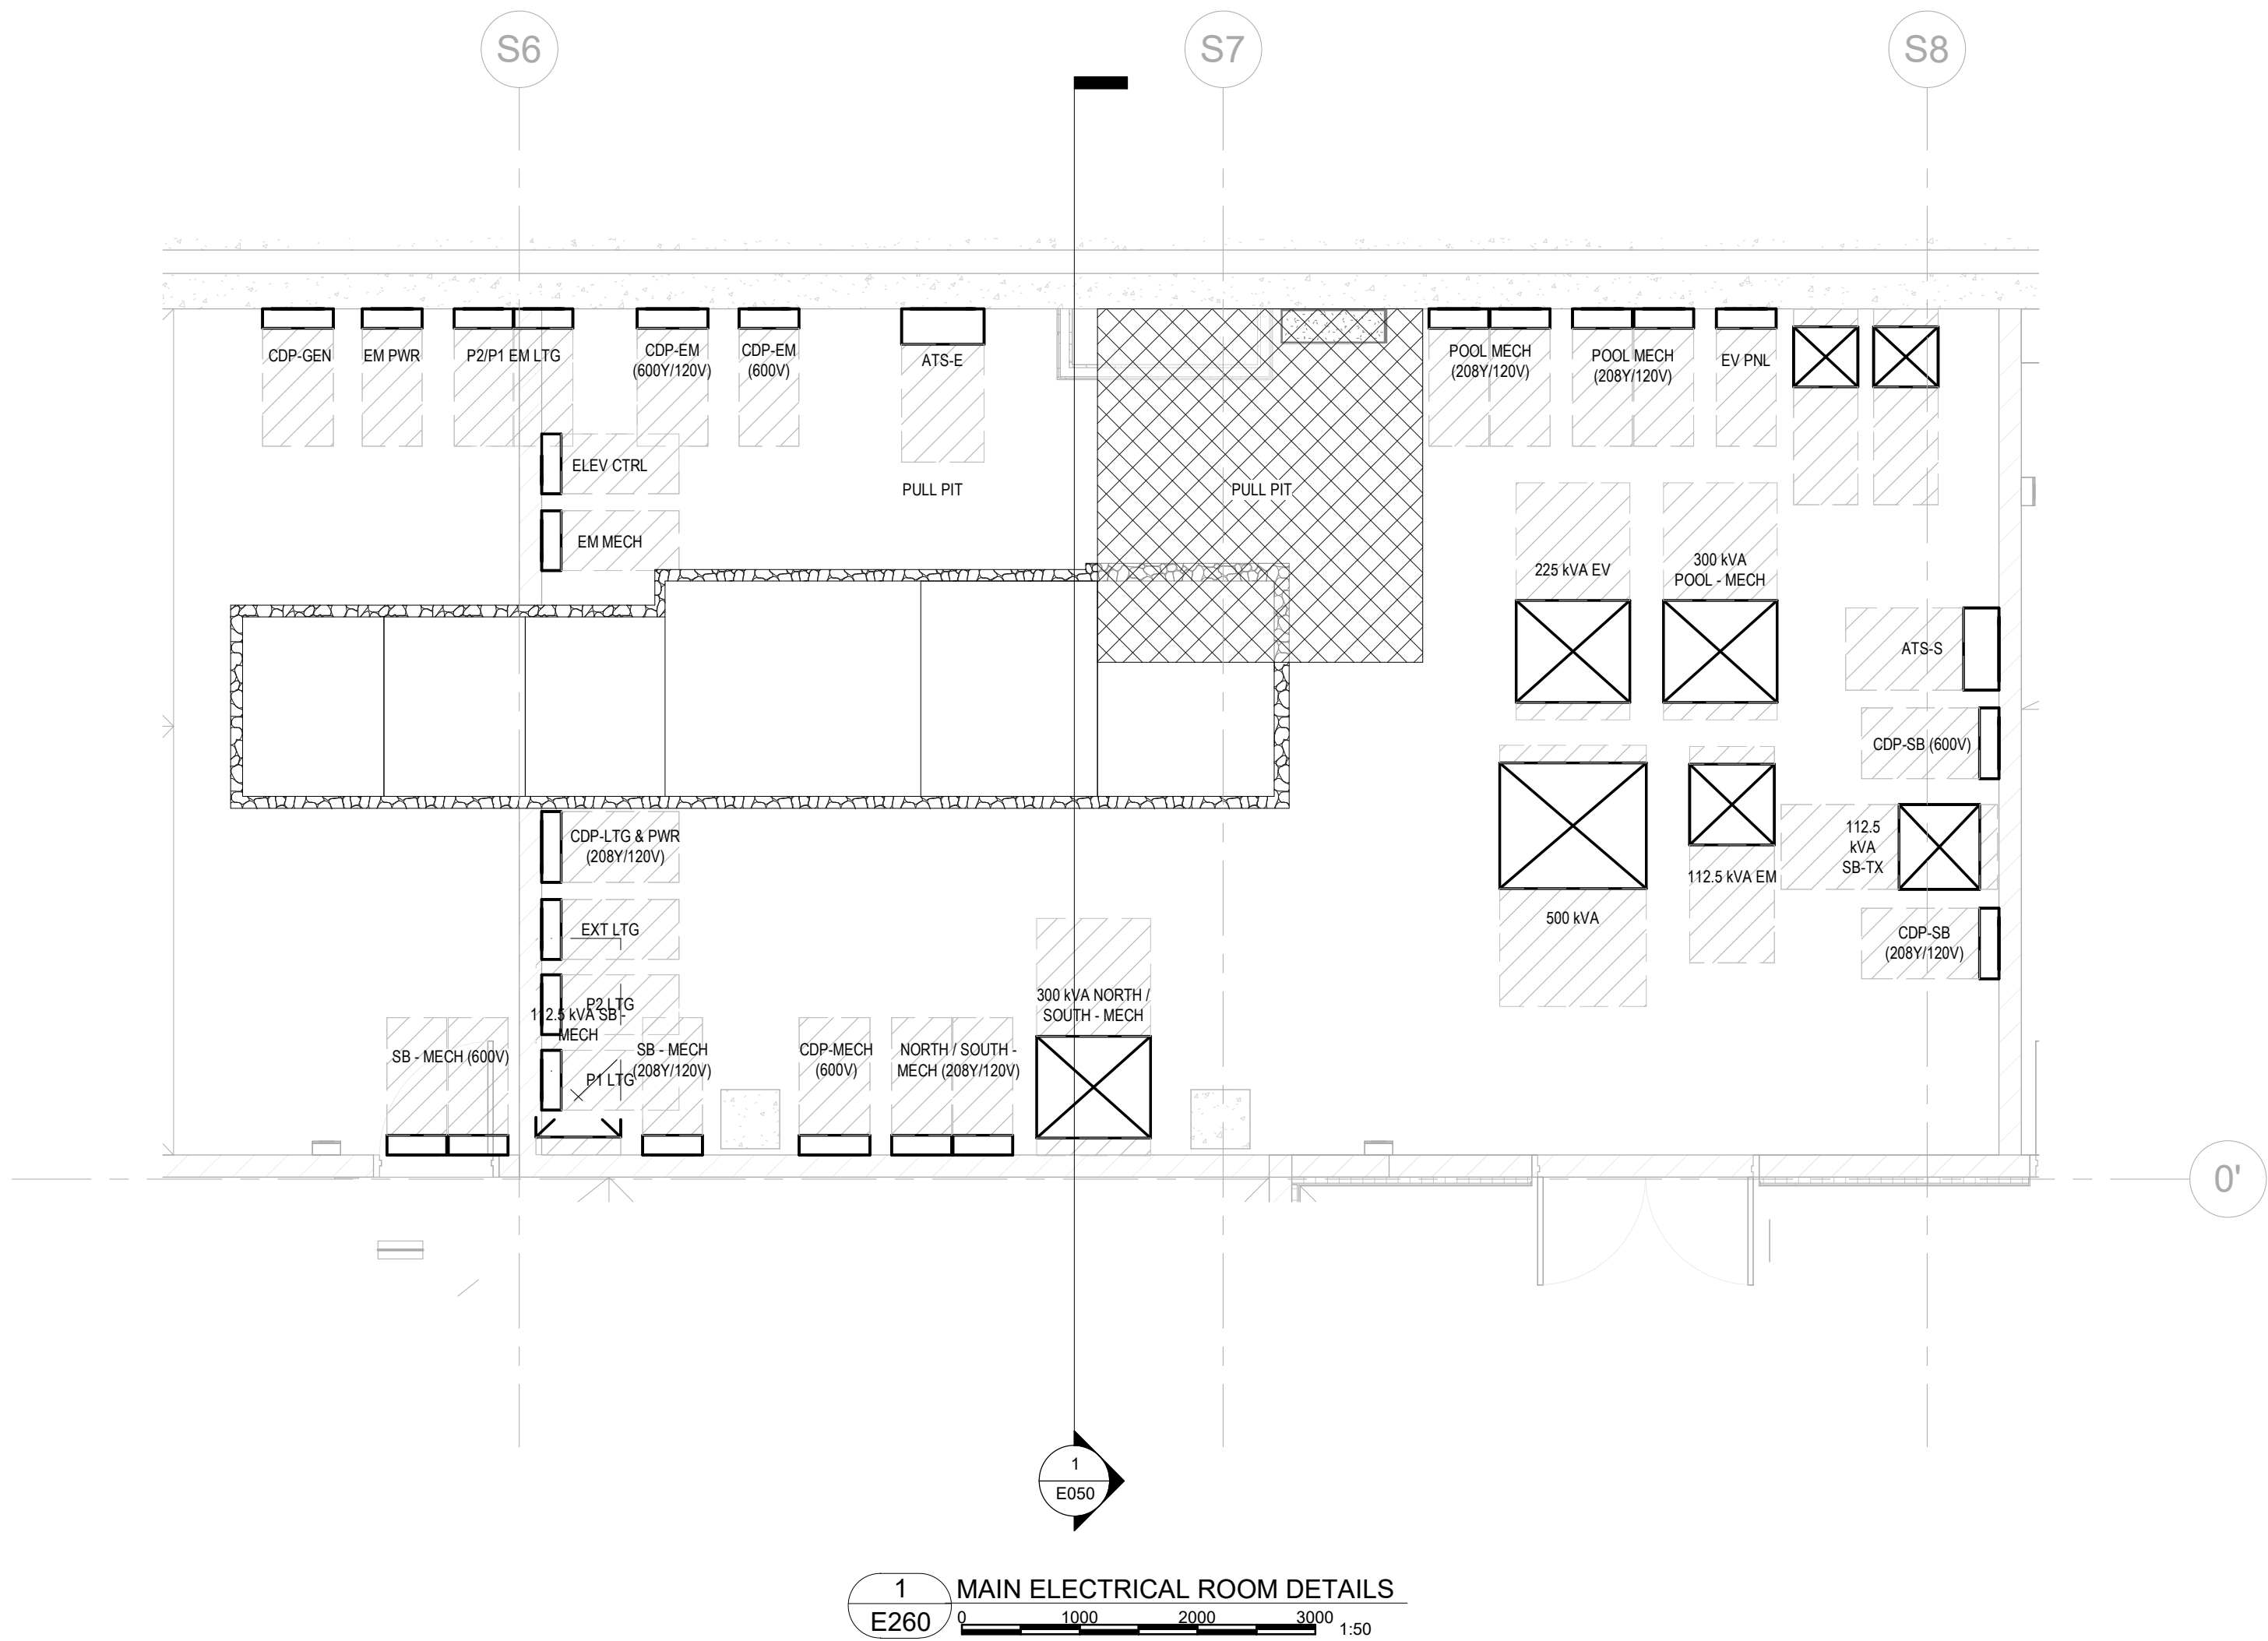 S6
S7
S8
CDP-GEN
EM PWR
P2/P1 EM LTG
CDP-EM
(600Y/120V)
CDP-EM
(600V)
ATS-E
POOL MECH
(208Y/120V)
POOL MECH
(208Y/120V)
EV PNL
ELEV CTRL
PULL PIT
PULL PIT
EM MECH
225 kVA EV
300 kVA
POOL - MECH
ATS-S
CDP-SB (600V)
CDP-LTG & PWR
(208Y/120V)
112.5
kVA
SB-TX
112.5 kVA EM
500 kVA
EXT LTG
CDP-SB
(208Y/120V)
P2 LTG
112.5 kVA SB -
MECH
300 kVA NORTH /
SOUTH - MECH
SB - MECH (600V)
P1 LTG
SB - MECH
(208Y/120V)
CDP-MECH
(600V)
NORTH / SOUTH -
MECH (208Y/120V)
0'
1
E050
1
E260
MAIN ELECTRICAL ROOM DETAILS
0 1000 2000 3000
1:50